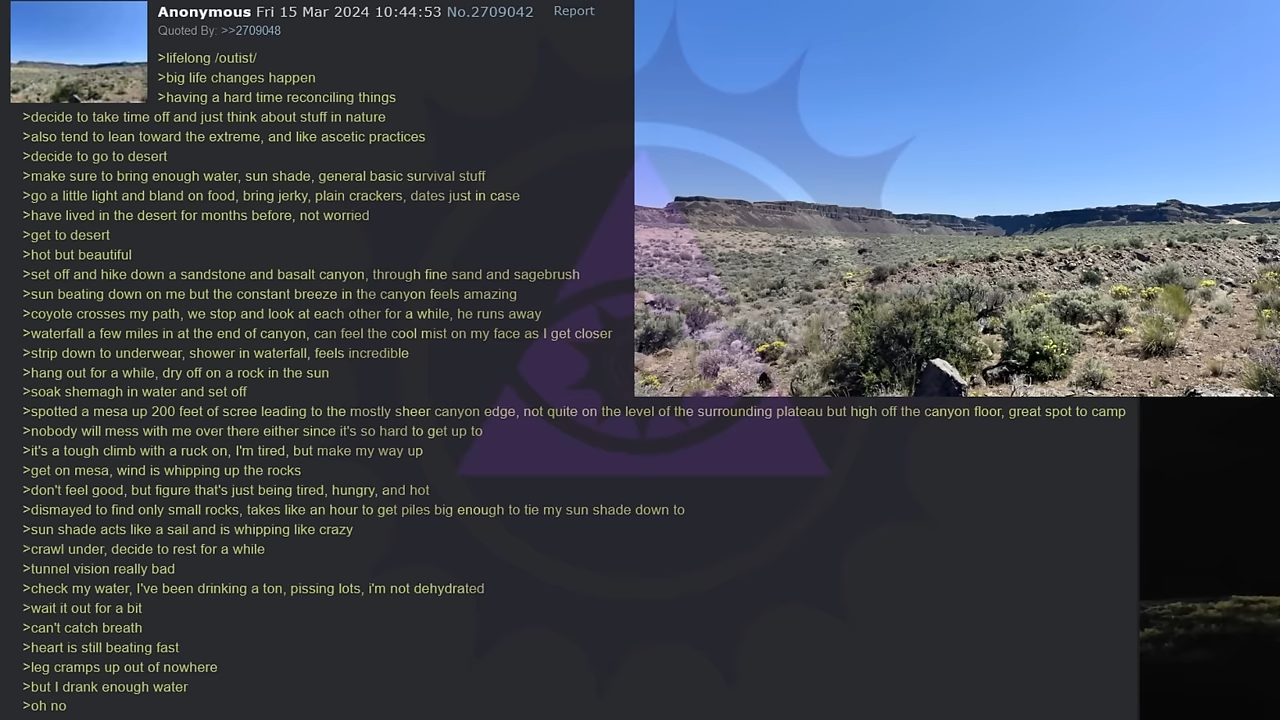 Anonymous Fri 15 Mar 2024 10:44:53 No.2709042 Report
Quoted By: >>2709048
>lifelong /outist/
>big life changes happen
>having a hard time reconciling things
>decide to take time off and just think about stuff in nature
>also tend to lean toward the extreme, and like ascetic practices
>decide to go to desert
>make sure to bring enough water, sun shade, general basic survival stuff
>go a little light and bland on food, bring jerky, plain crackers, dates just in case
>have lived in the desert for months before, not worried
>get to desert
>hot but beautiful
>set off and hike down a sandstone and basalt canyon, through fine sand and sagebrush
>sun beating down on me but the constant breeze in the canyon feels amazing
>coyote crosses my path, we stop and look at each other for a while, he runs away
>waterfall a few miles in at the end of canyon, can feel the cool mist on my face as I get closer
>strip down to underwear, shower in waterfall, feels incredible
>hang out for a while, dry off on a rock in the sun
>soak shemagh in water and set off
>spotted a mesa up 200 feet of scree leading to the mostly sheer canyon edge, not quite on the level of the surrounding plateau but high off the canyon floor, great spot to camp
>nobody will mess with me over there either since it's so hard to get up to
>it's a tough climb with a ruck on, I'm tired, but make my way up
>get on mesa, wind is whipping up the rocks
>don't feel good, but figure that's just being tired, hungry, and hot
>dismayed to find only small rocks, takes like an hour to get piles big enough to tie my sun shade down to
>sun shade acts like a sail and is whipping like crazy
>crawl under, decide to rest for a while
>tunnel vision really bad
>check my water, I've been drinking a ton, pissing lots, i'm not dehydrated
>wait it out for a bit
>can't catch breath
>heart is still beating fast
>leg cramps up out of nowhere
>but I drank enough water
>oh no